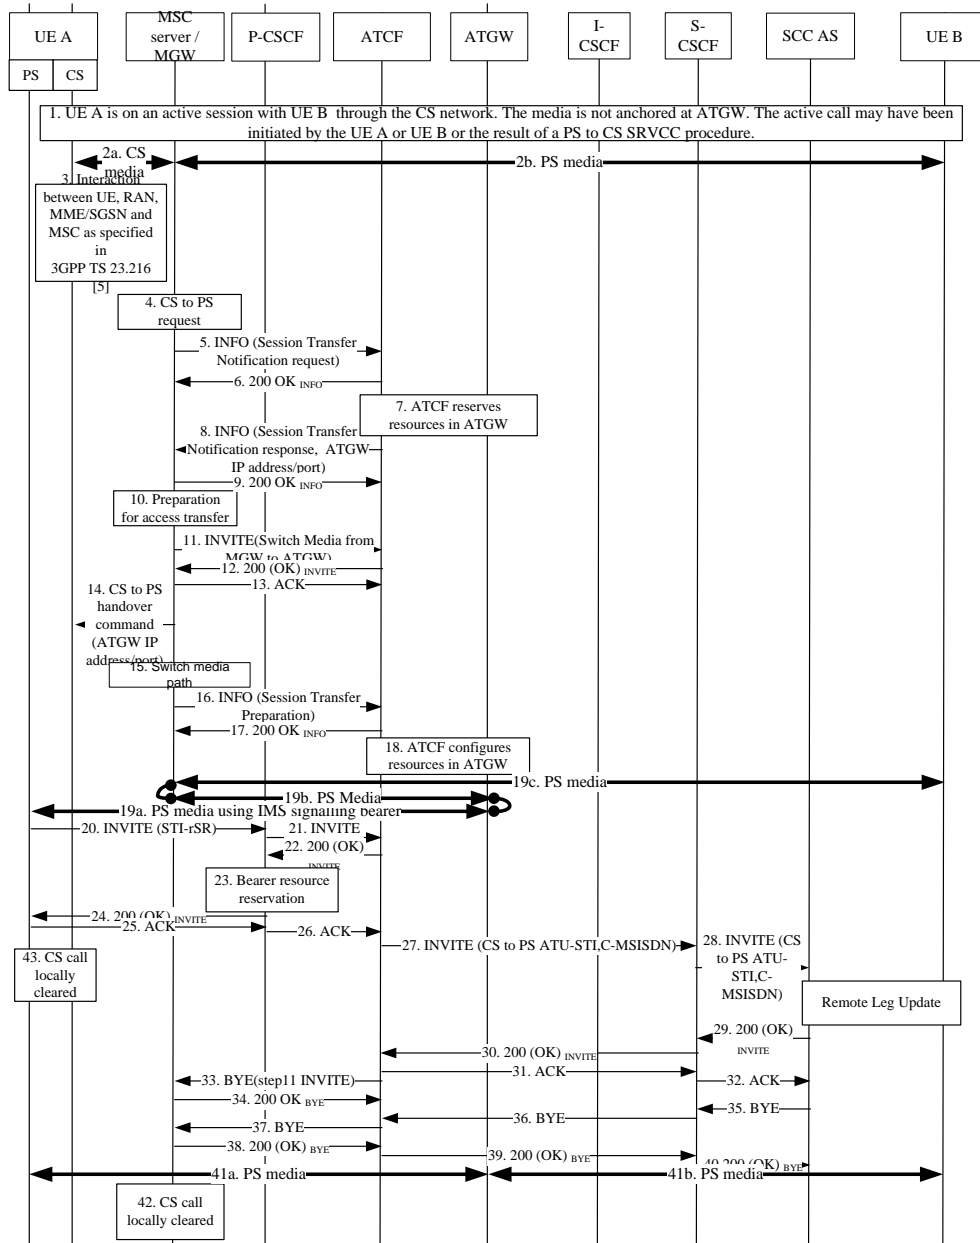 UE A
MSC
server /
MGW
P-CSCF
ATCF
ATGW
I-
CSCF
S-
CSCF
SCC AS
UE B
PS
CS
1. UE A is on an active session with UE B through the CS network. The media is not anchored at ATGW. The active call may have been
initiated by the UE A or UE B or the result of a PS to CS SRVCC procedure.
2a. CS
media
2b. PS media
3. Interaction
between UE, RAN,
MME/SGSN and
MSC as specified
in
3GPP TS 23.216
[5]
4. CS to PS
request
5. INFO (Session Transfer
Notification request)
6. 200 OK INFO
7. ATCF reserves
resources in ATGW
8. INFO (Session Transfer
Notification response, ATGW
IP address/port)
9. 200 OK INFO
10. Preparation
for access transfer
11. INVITE(Switch Media from
MGW to ATGW)
12. 200 (OK) INVITE
13. ACK
14. CS to PS
handover
command
(ATGW IP
address/port)
15. Switch media
path
16. INFO (Session Transfer
Preparation)
17. 200 OK INFO
18. ATCF configures
resources in ATGW
19c. PS media
19b. PS Media
19a. PS media using IMS signalling bearer
20. INVITE (STI-rSR)
21. INVITE
22. 200 (OK)
INVITE
23. Bearer resource
reservation
24. 200 (OK) INVITE
25. ACK
26. ACK
27. INVITE (CS to PS ATU-STI,C-MSISDN)
28. INVITE (CS
to PS ATU-
STI,C-
MSISDN)
43. CS call
locally
cleared
Remote Leg Update
29. 200 (OK)
INVITE
30. 200 (OK) INVITE
31. ACK
32. ACK
33. BYE(step11 INVITE)
34. 200 OK BYE
35. BYE
36. BYE
37. BYE
38. 200 (OK) BYE
39. 200 (OK) BYE
40.200 (OK) BYE
41a. PS media
41b. PS media
42. CS call
locally cleared